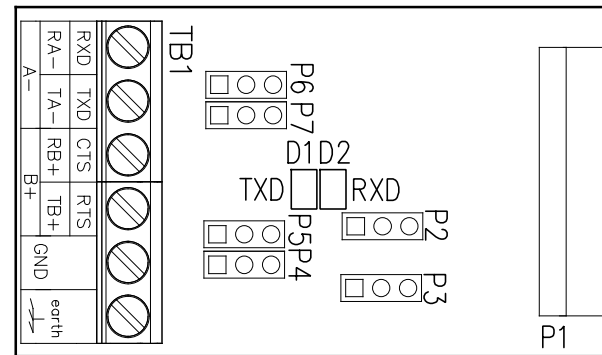 A-
RA-
RXD
TA-
TXD
B+
RB+
CTS
TB+
RTS
GND
earth
TB1
P6
P7
D1 D2
TXD
RXD
P5
P4
P2
P3
P1